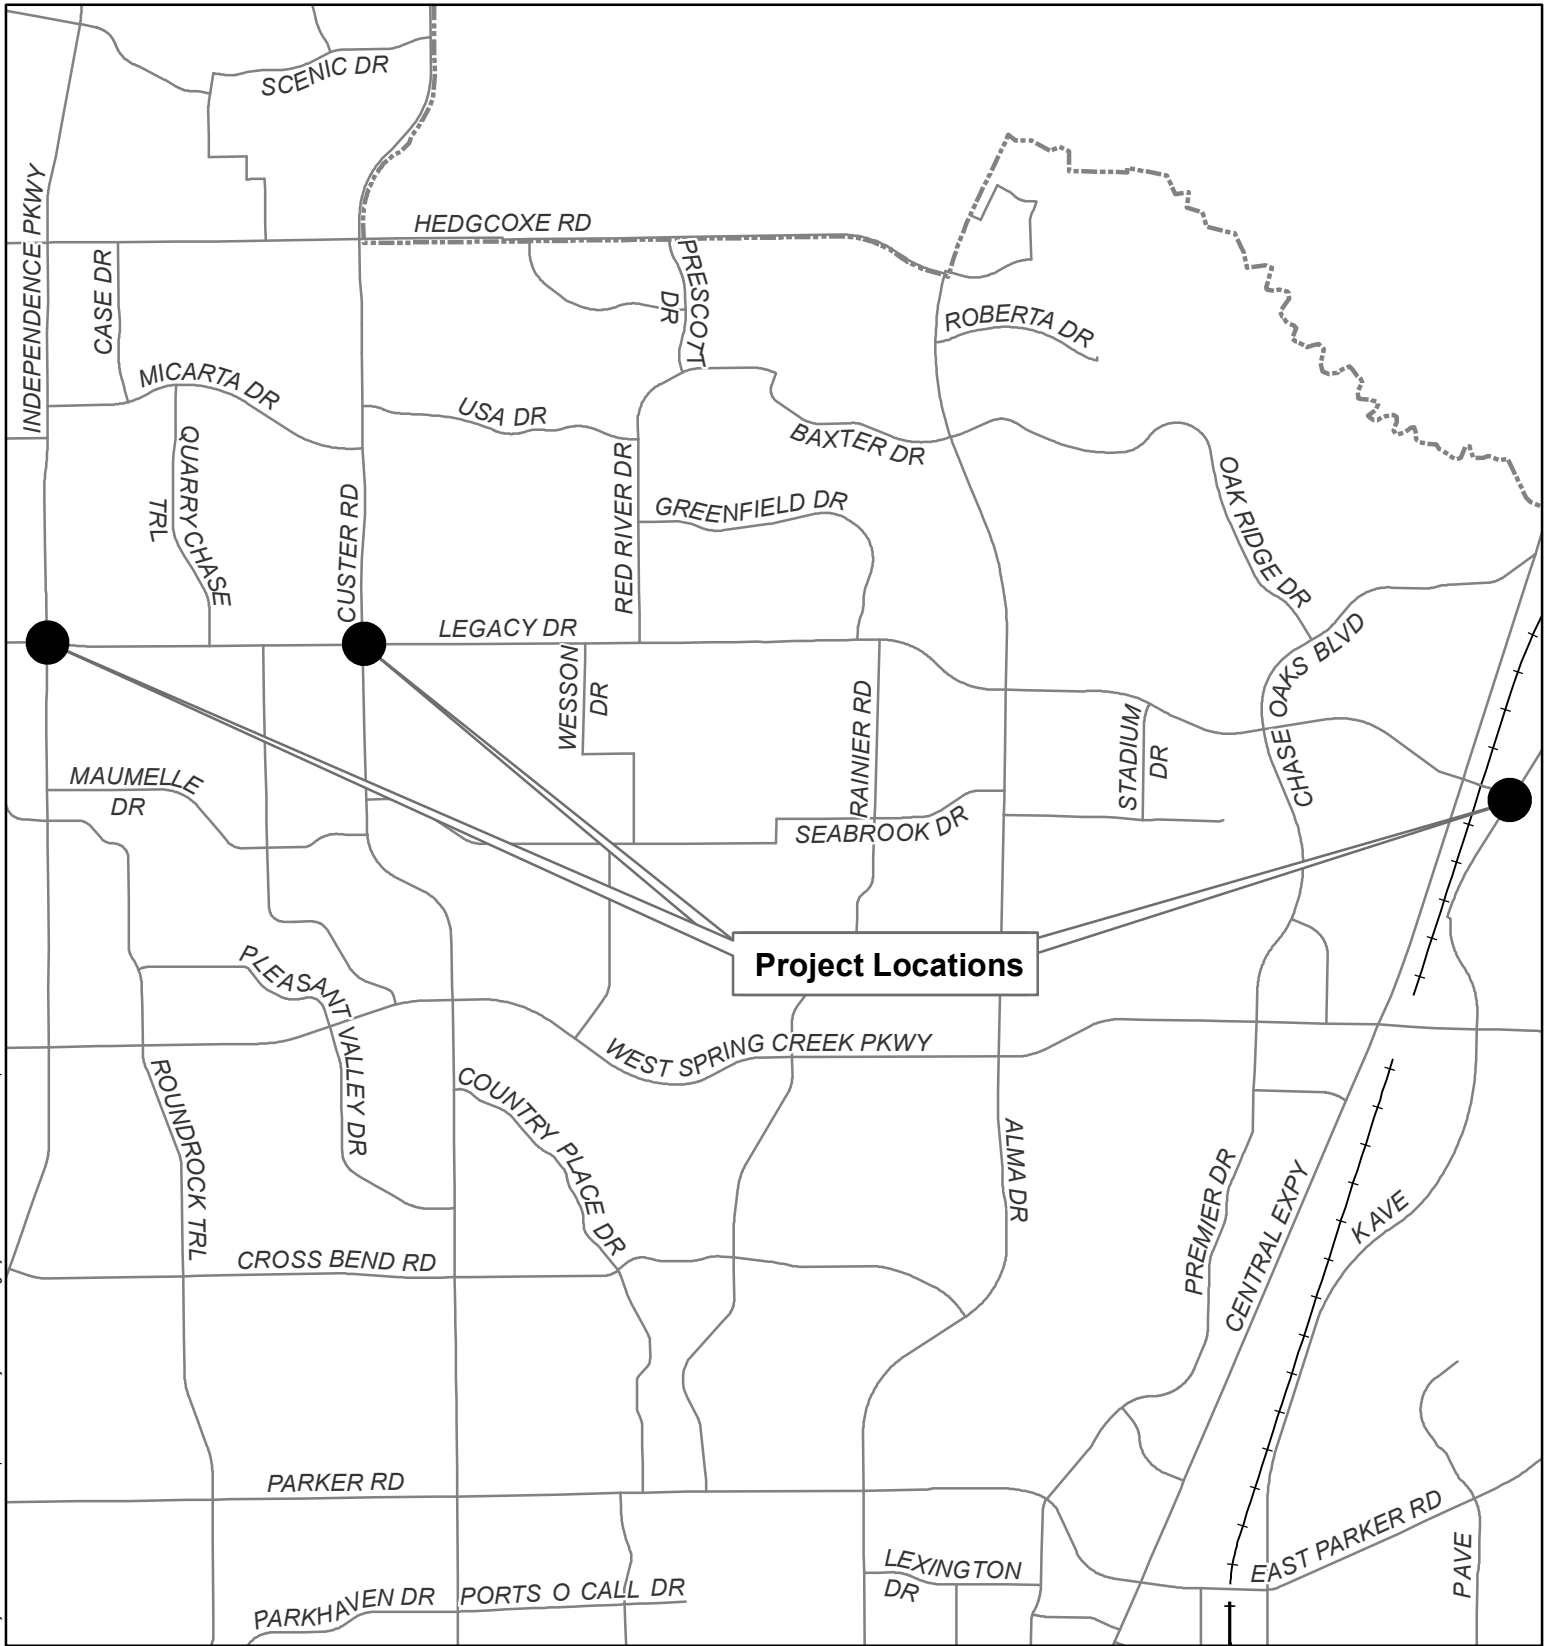 SCENIC DR
INDEPENDENCE PKWY
HEDGCOXE RD
CASE DR
PRESCOTT
DR
ROBERTA DR
MICARTA DR
USA DR
BAXTER DR
QUARRY CHASE
TRL
CUSTER RD
RED RIVER DR
GREENFIELD DR
OAK RIDGE DR
LEGACY DR
CHASE OAKS BLVD
WESSON
DR
RAINIER RD
STADIUM
DR
MAUMELLE
DR
SEABROOK DR
PLEASANT VALLEY DR
Project Locations
WEST SPRING CREEK PKWY
ROUNDROCK TRL
COUNTRY PLACE DR
ALMA DR
PREMIER DR
CENTRAL EXPY
K AVE
CROSS BEND RD
PARKER RD
EAST PARKER RD
P AVE
LEXINGTON
DR
PARKHAVEN DR
PORTS O CALL DR